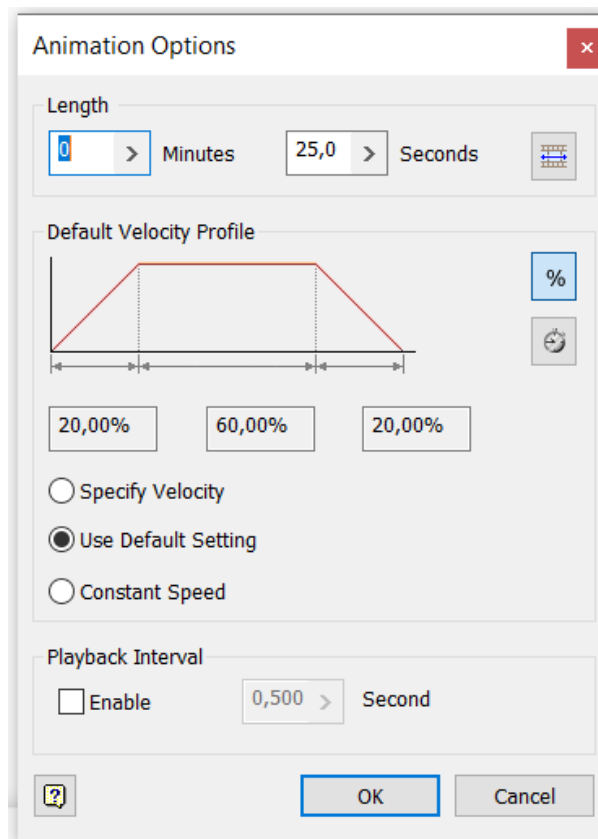 Animation Options
Length
0 > Minutes 25,0 > Seconds
Default Velocity Profile
%
20,00% 60,00% 20,00%
Specify Velocity
Use Default Setting
Constant Speed
Playback Interval
Enable 0,500 > Second
? OK Cancel